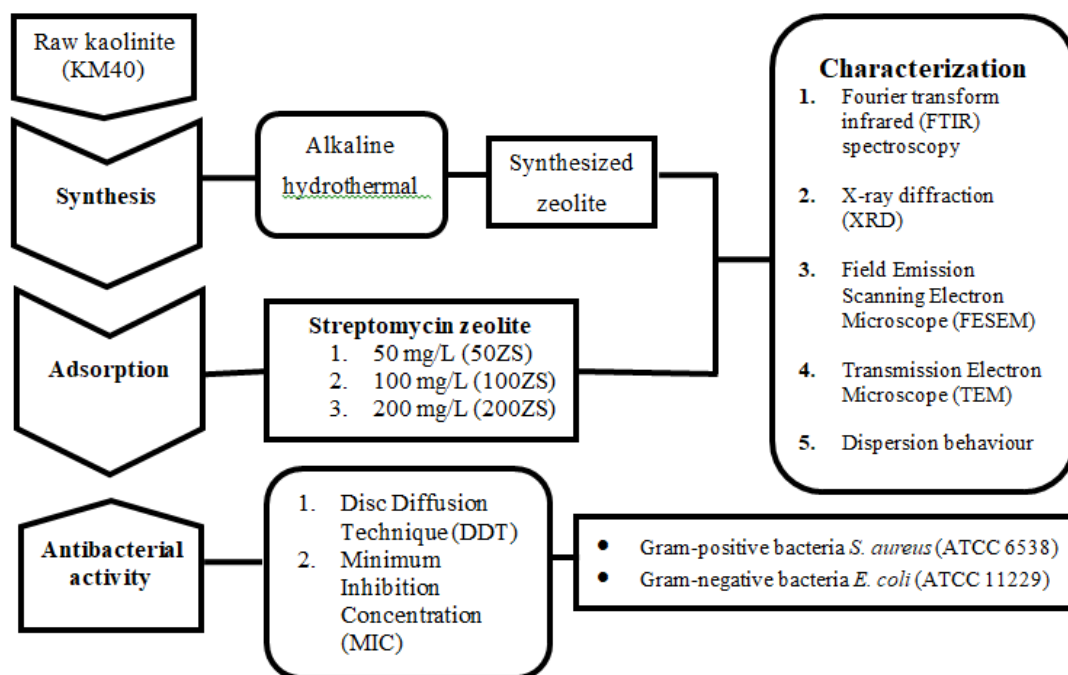 Raw kaolinite
(KM40)
Synthesis
Alkaline
hydrothermal
Synthesized
zeolite
Characterization
1. Fourier transform
infrared (FTIR)
spectroscopy
2. X-ray diffraction
(XRD)
3. Field Emission
Scanning Electron
Microscope (FESEM)
4. Transmission Electron
Microscope (TEM)
5. Dispersion behaviour
Adsorption
Streptomycin zeolite
1. 50 mg/L (50ZS)
2. 100 mg/L (100ZS)
3. 200 mg/L (200ZS)
Antibacterial
activity
1. Disc Diffusion
Technique (DDT)
2. Minimum
Inhibition
Concentration
(MIC)
• Gram-positive bacteria S. aureus (ATCC 6538)
• Gram-negative bacteria E. coli (ATCC 11229)